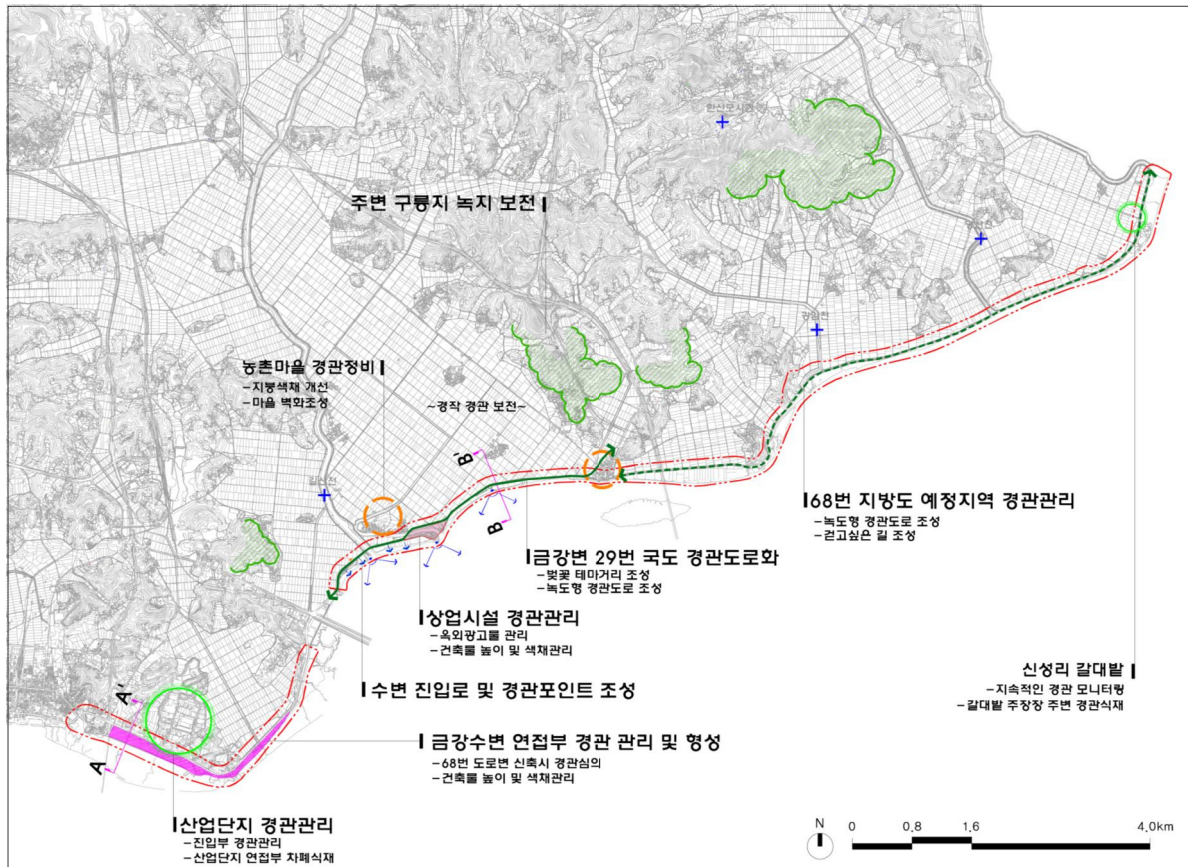 주변 구릉지 녹지 보전
농촌마을 경관정비
-지붕색채 개선
-마을 벽화조성
~경작 경관 보전~
길산천
광암천
B'
B
68번 지방도 예정지역 경관관리
-녹도형 경관도로 조성
-걷고싶은 길 조성
금강변 29번 국도 경관도로화
-벚꽃 테마거리 조성
-녹도형 경관도로 조성
상업시설 경관관리
-옥외광고물 관리
-건축물 높이 및 색채관리
신성리 갈대밭
-지속적인 경관 모니터링
-갈대밭 주장장 주변 경관식재
수변 진입로 및 경관포인트 조성
A'
A
금강수변 연접부 경관 관리 및 형성
-68번 도로변 신축시 경관심의
-건축물 높이 및 색채관리
산업단지 경관관리
-진입부 경관관리
-산업단지 연접부 차폐식재
N
0 0.8 1.6 4.0km